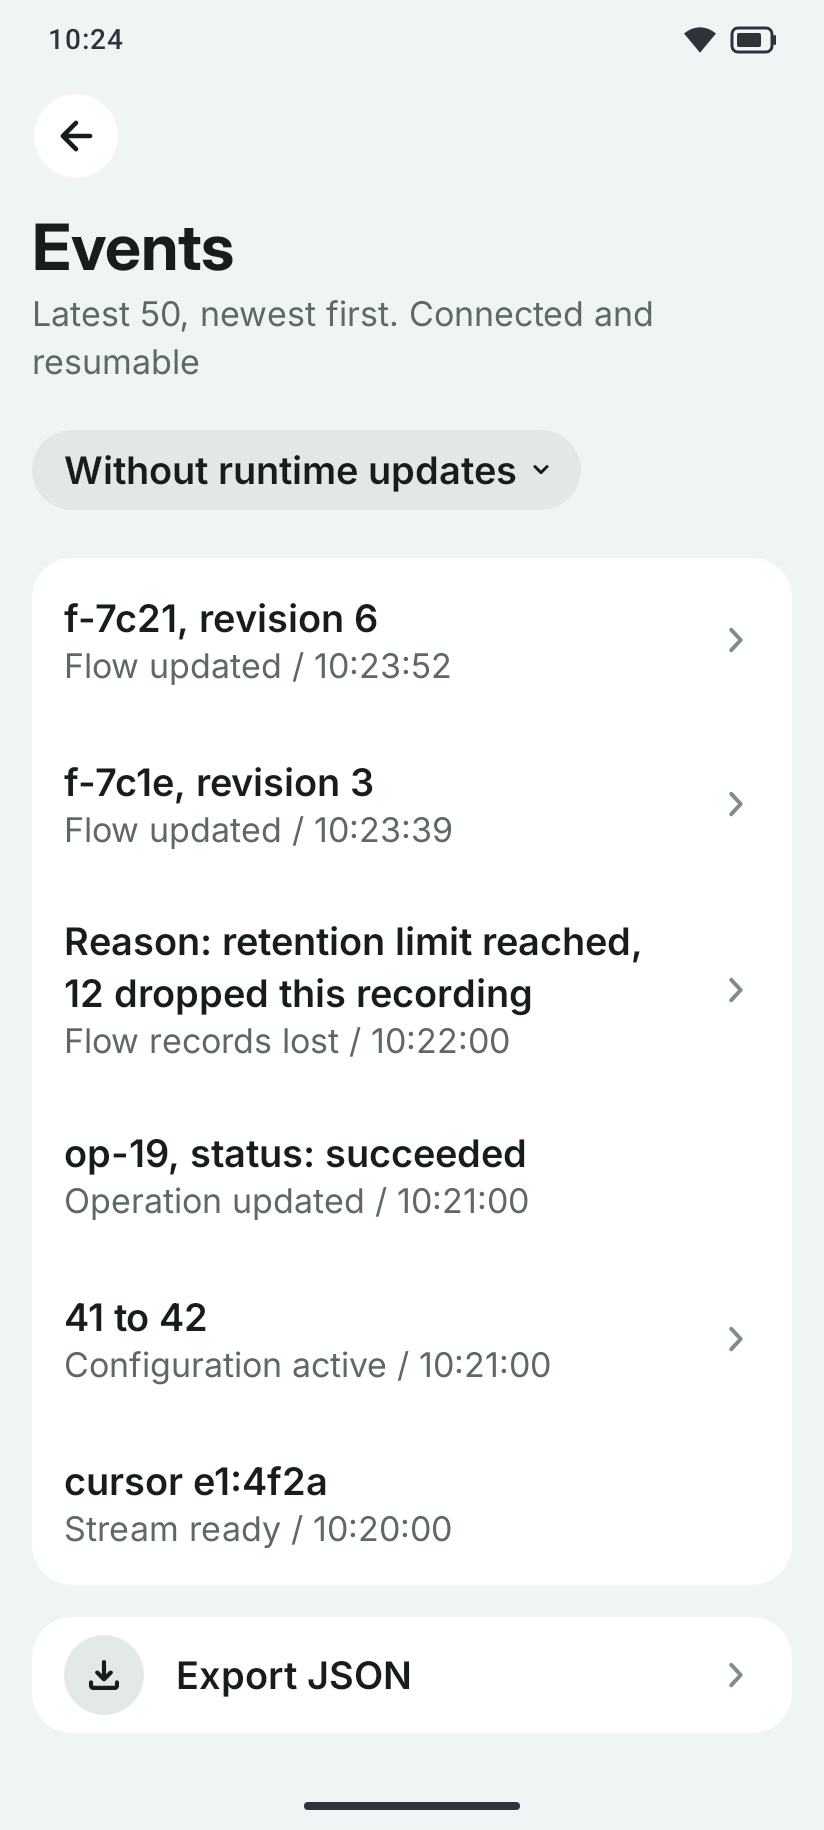 10:24
Events
Latest 50, newest first. Connected and
resumable
Without runtime updates
f-7c21, revision 6
Flow updated / 10:23:52
f-7c1e, revision 3
Flow updated / 10:23:39
Reason: retention limit reached,
12 dropped this recording
Flow records lost / 10:22:00
op-19, status: succeeded
Operation updated / 10:21:00
41 to 42
Configuration active / 10:21:00
cursor e1:4f2a
Stream ready / 10:20:00
Export JSON